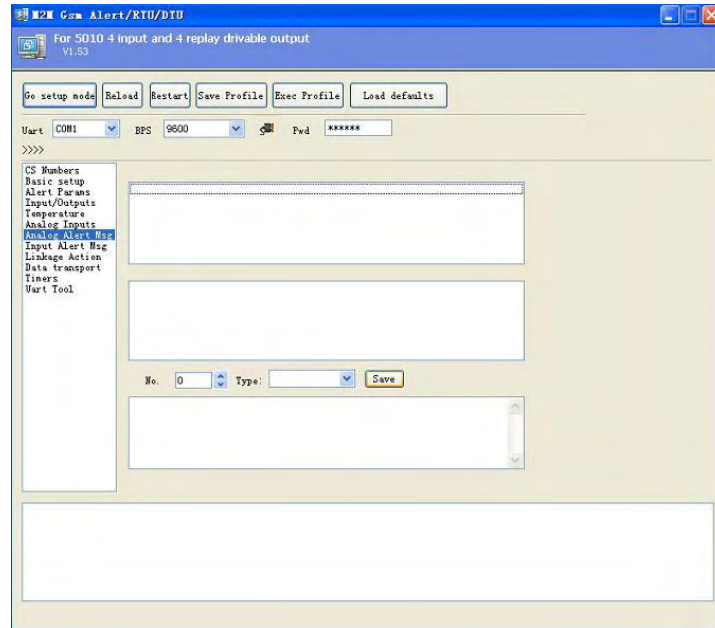 M2M Gsm Alert/RTU/DTU
For 5010 4 input and 4 replay drivable output
V1.53
Go setup mode Reload Restart Save Profile Exec Profile Load defaults
Uart COM1 BPS 9600 Pwd ******
>>>>
CS Numbers
Basic setup
Alert Params
Input/Outputs
Temperature
Analog Inputs
Analog Alert Msg
Input Alert Msg
Linkage Action
Data transport
Timers
Uart Tool
No. 0 Type: Save